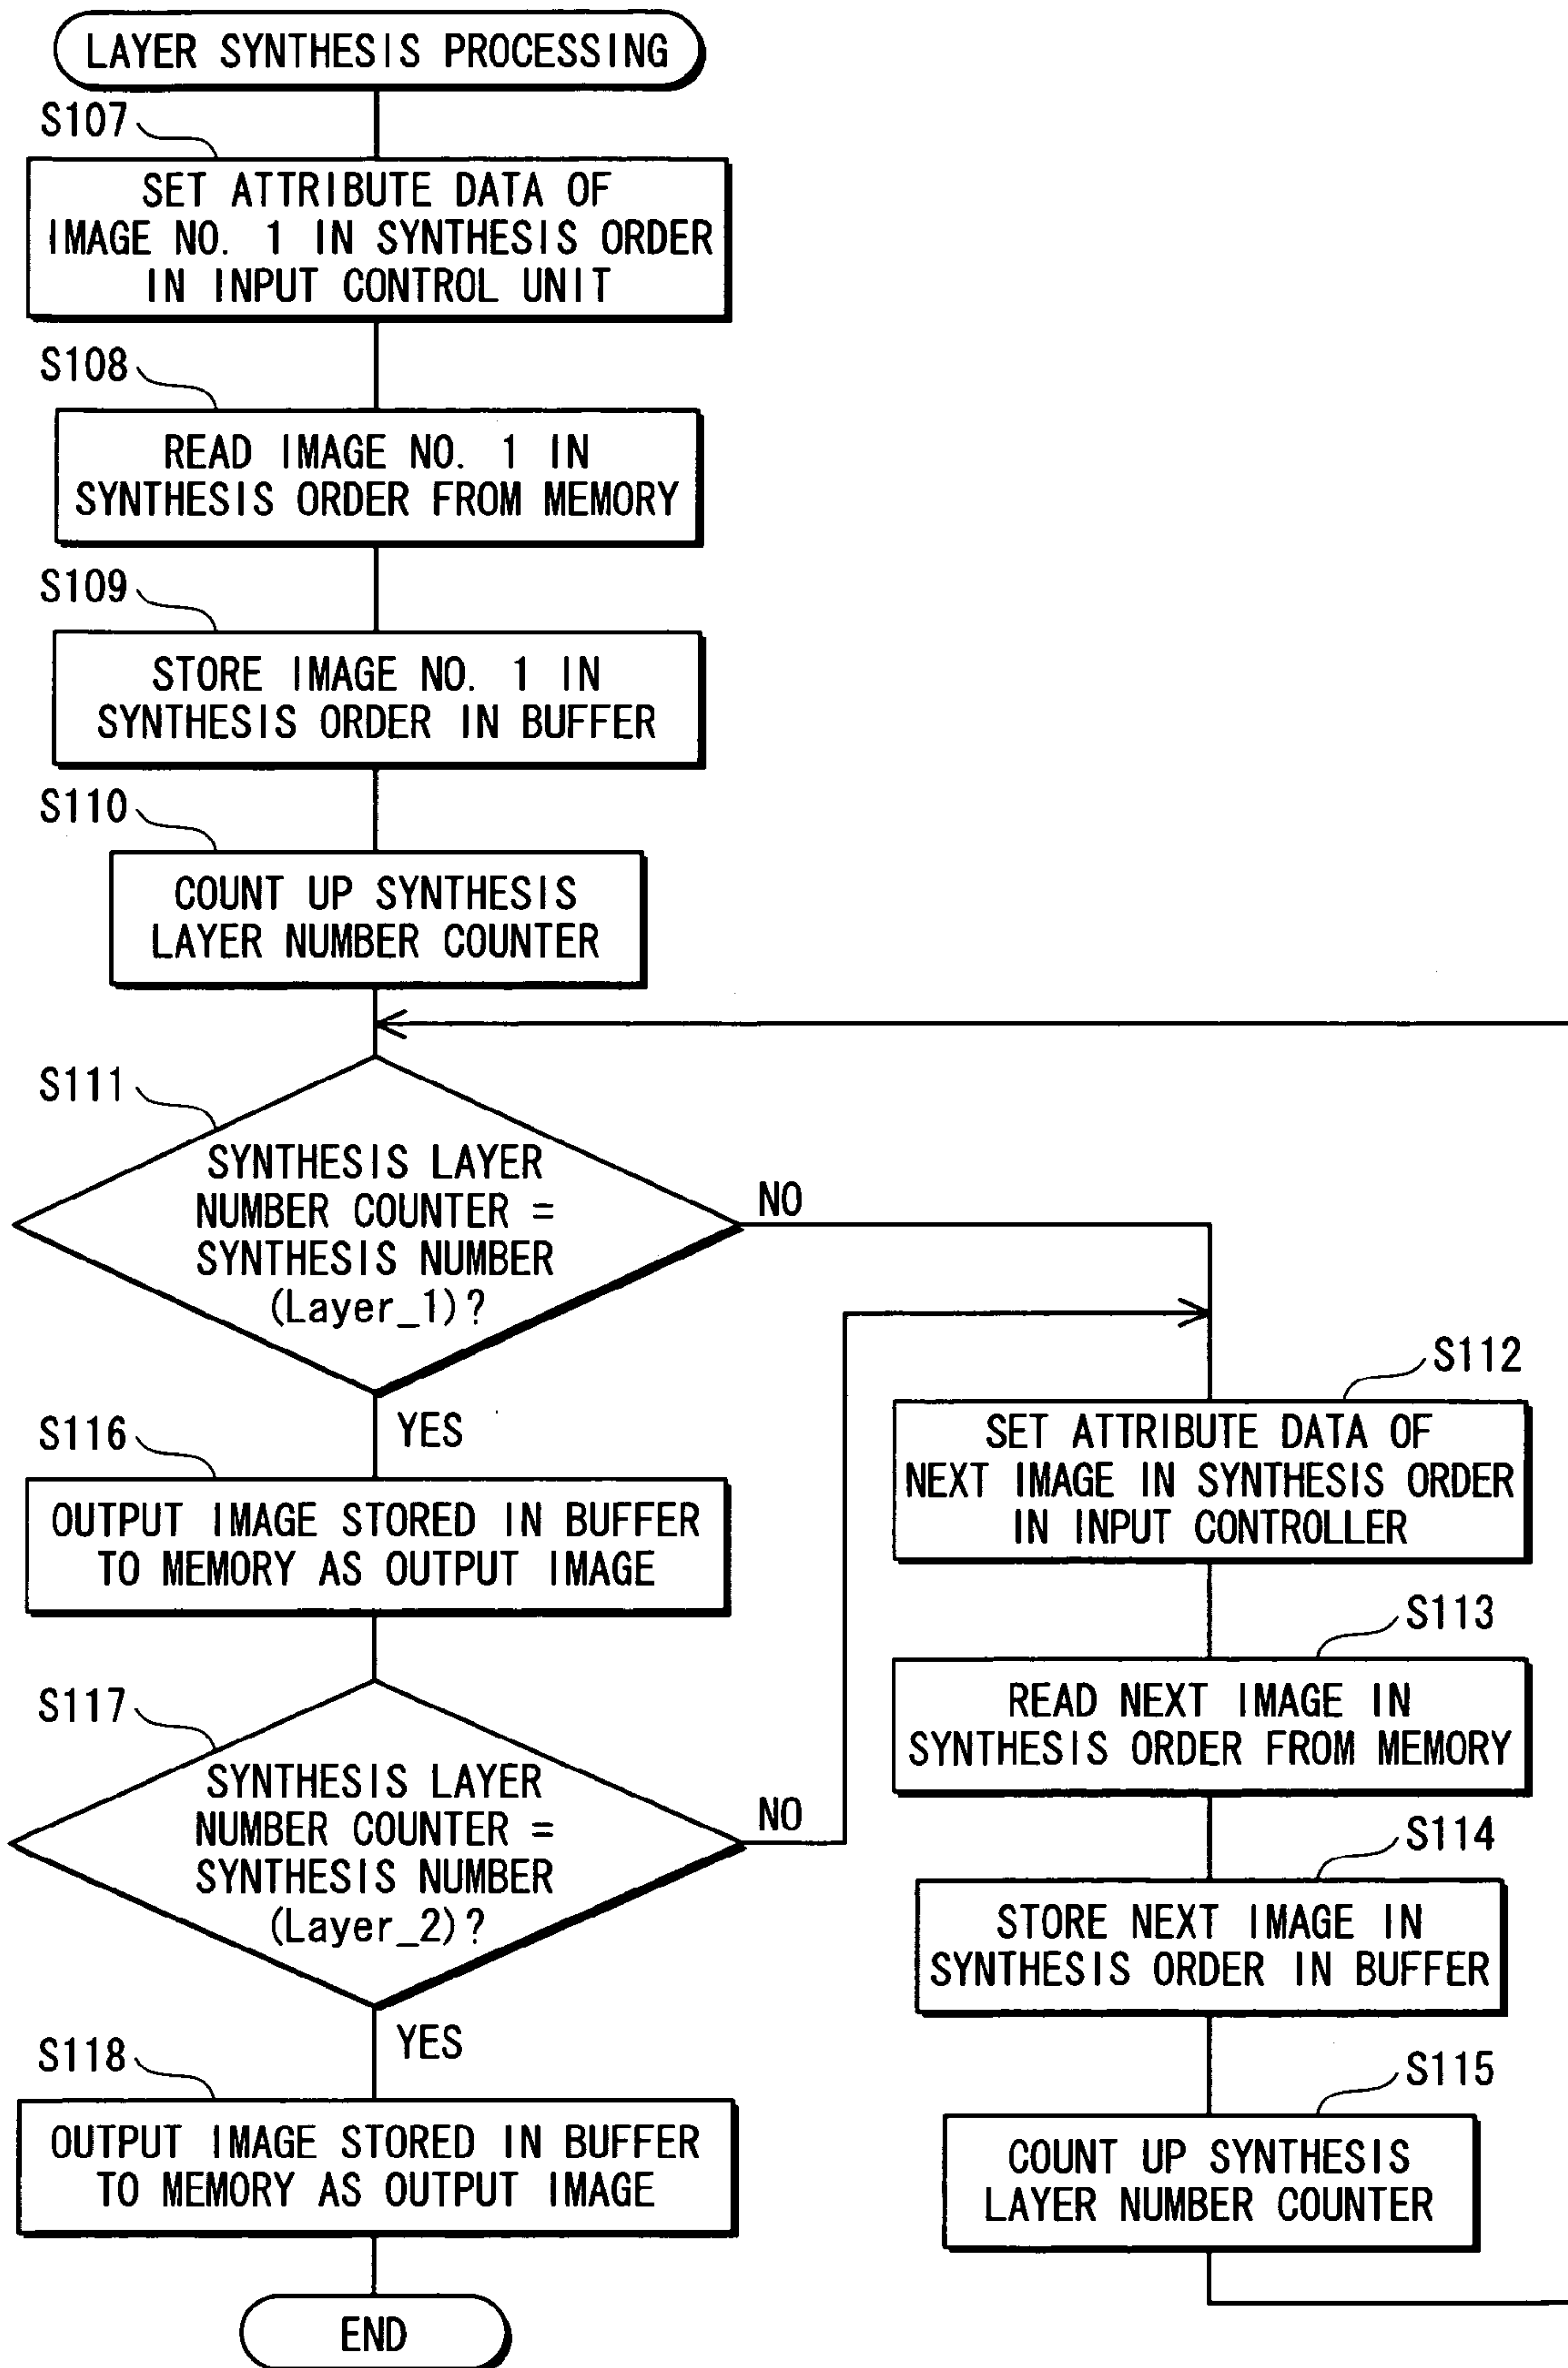 LAYER SYNTHESIS PROCESSING
S107
SET ATTRIBUTE DATA OF
IMAGE NO. 1 IN SYNTHESIS ORDER
IN INPUT CONTROL UNIT
S108
READ IMAGE NO. 1 IN
SYNTHESIS ORDER FROM MEMORY
S109
STORE IMAGE NO. 1 IN
SYNTHESIS ORDER IN BUFFER
S110
COUNT UP SYNTHESIS
LAYER NUMBER COUNTER
S111
SYNTHESIS LAYER
NUMBER COUNTER =
SYNTHESIS NUMBER
(Layer_1)?
NO
YES
S116
OUTPUT IMAGE STORED IN BUFFER
TO MEMORY AS OUTPUT IMAGE
S117
SYNTHESIS LAYER
NUMBER COUNTER =
SYNTHESIS NUMBER
(Layer_2)?
NO
YES
S118
OUTPUT IMAGE STORED IN BUFFER
TO MEMORY AS OUTPUT IMAGE
END
S112
SET ATTRIBUTE DATA OF
NEXT IMAGE IN SYNTHESIS ORDER
IN INPUT CONTROLLER
S113
READ NEXT IMAGE IN
SYNTHESIS ORDER FROM MEMORY
S114
STORE NEXT IMAGE IN
SYNTHESIS ORDER IN BUFFER
S115
COUNT UP SYNTHESIS
LAYER NUMBER COUNTER